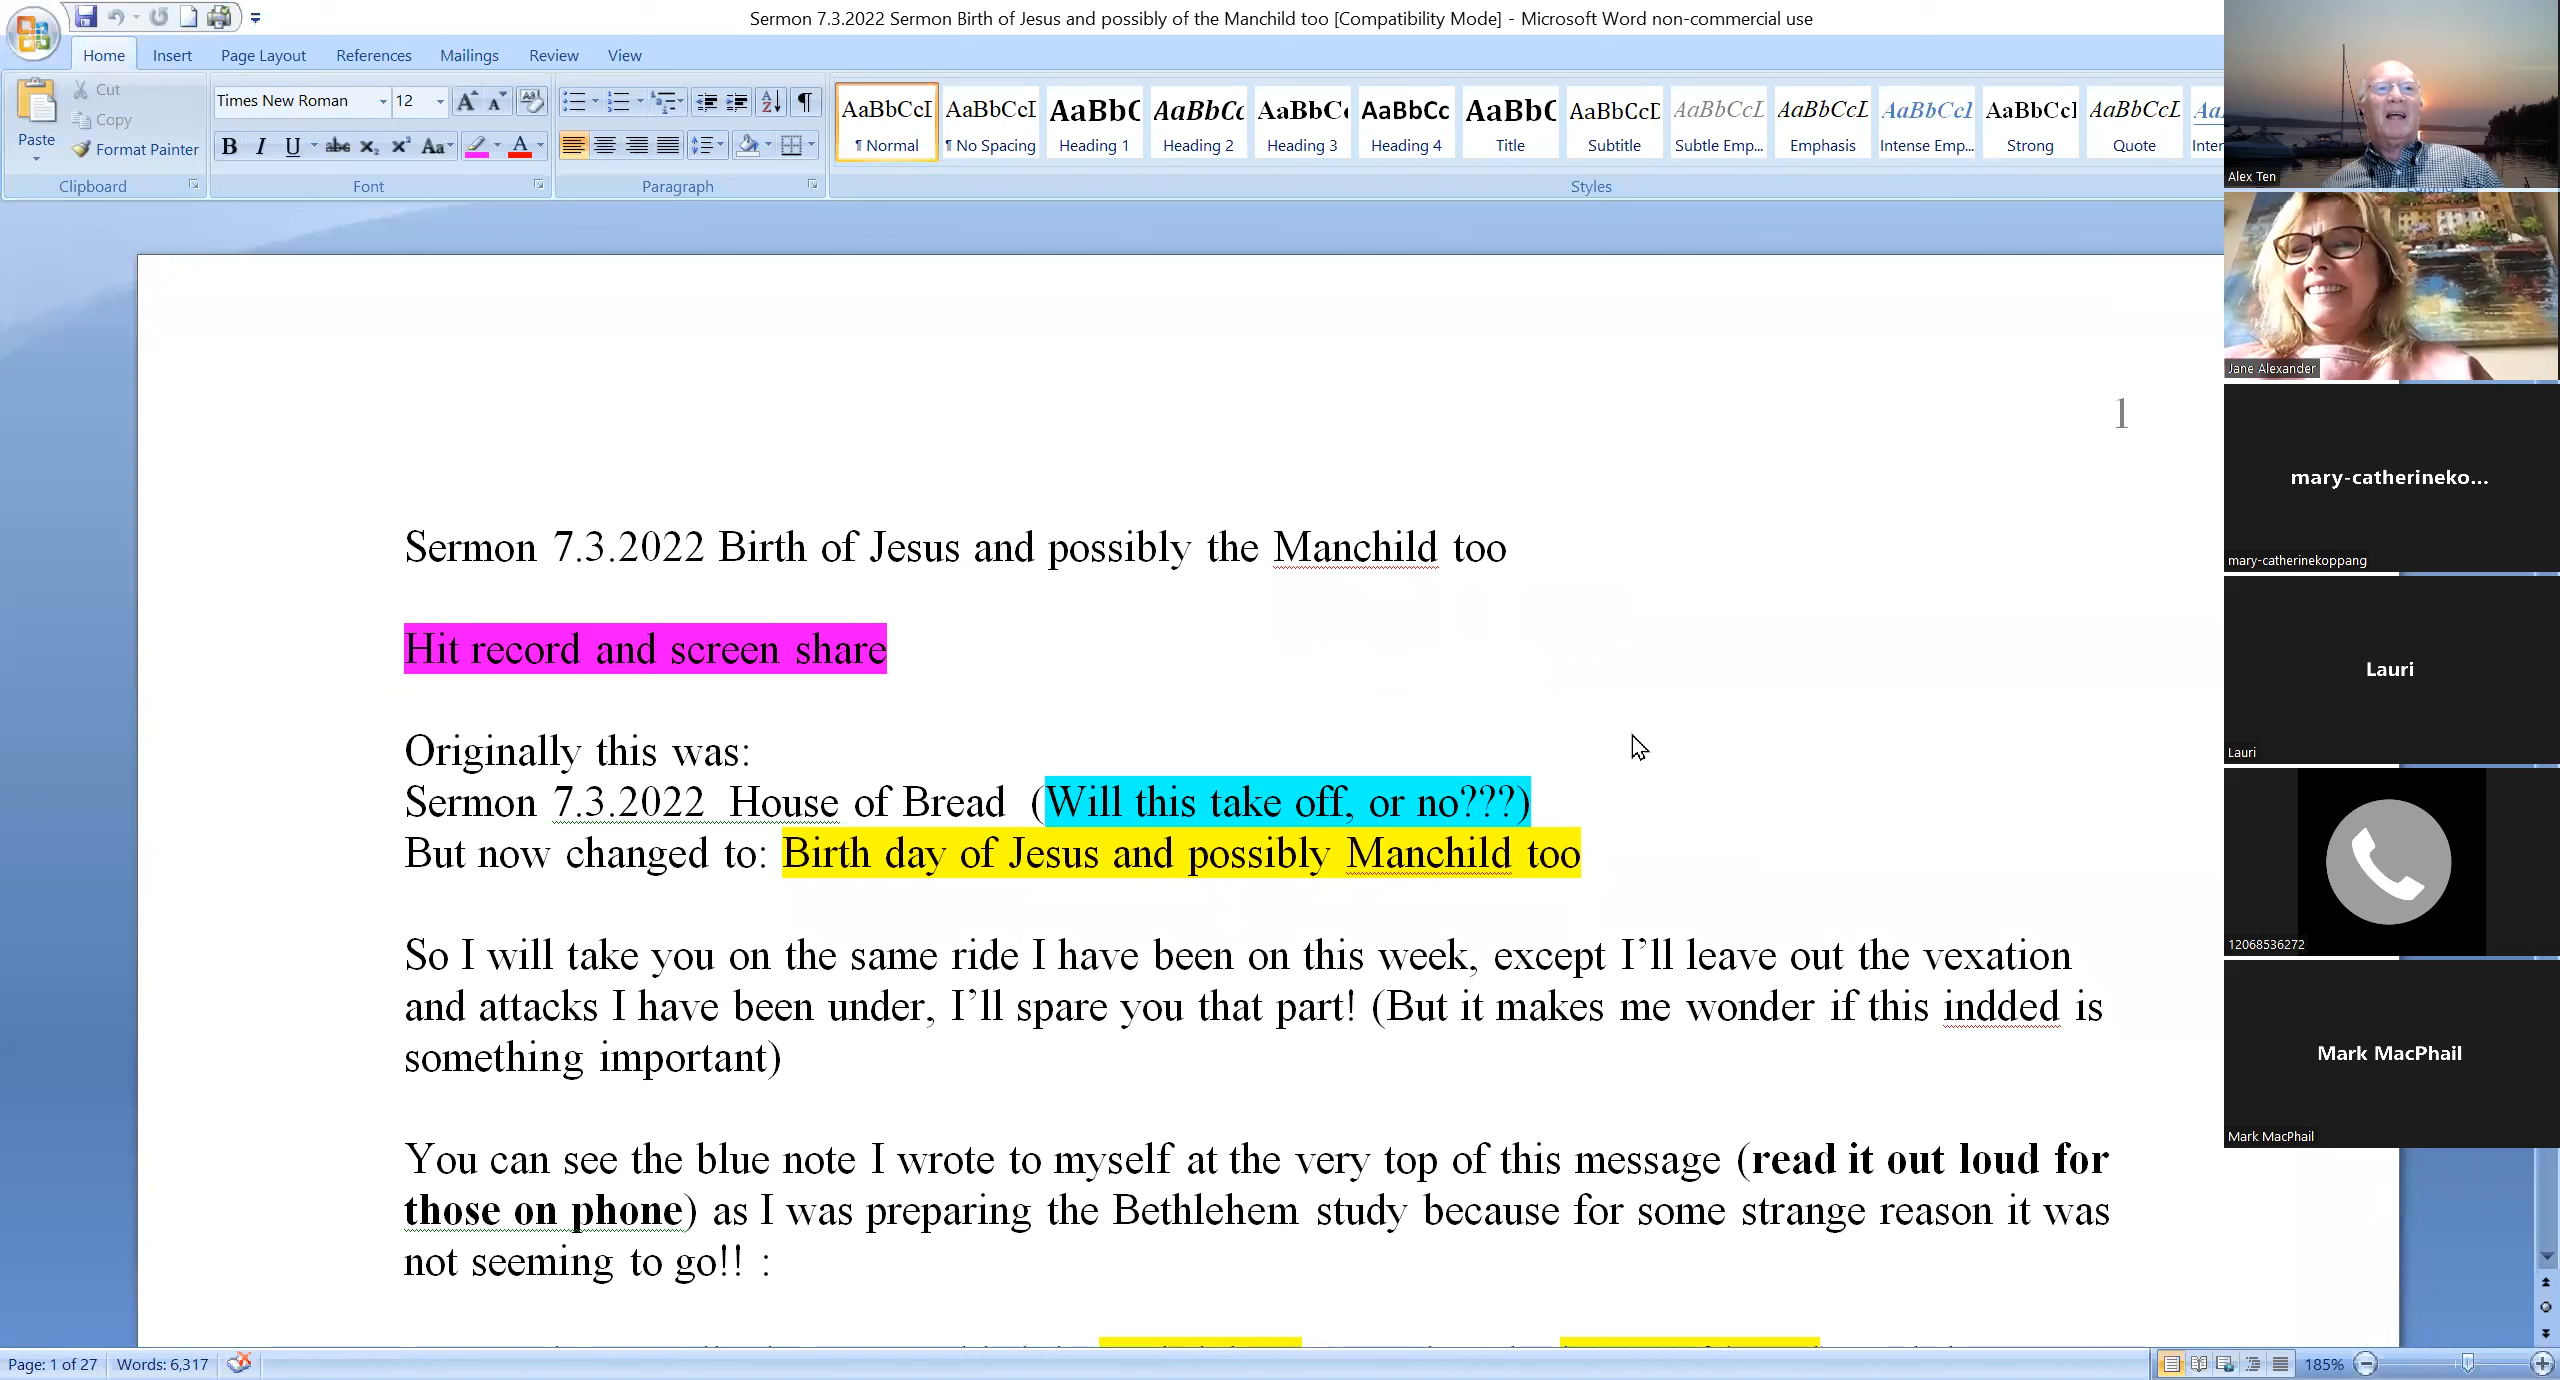 Sermon 7.3.2022 Sermon Birth of Jesus and possibly of the Manchild too [Compatibility Mode] - Microsoft Word non-commercial use
Home Insert Page Layout References Mailings Review View
Paste
Cut
Copy
Format Painter
Clipboard
Times New Roman 12
Font
Paragraph
AaBbCcI AaBbCcI AaBbC AaBbCc AaBbCc AaBbCc AaBbC AaBbCcD AaBbCcL AaBbCcL AaBbCcI AaBbCcI AaBbCcL Aa
¶ Normal ¶ No Spacing Heading 1 Heading 2 Heading 3 Heading 4 Title Subtitle Subtle Emp... Emphasis Intense Emp... Strong Quote Inter
Styles
1
Sermon 7.3.2022 Birth of Jesus and possibly the Manchild too
Hit record and screen share
Originally this was:
Sermon 7.3.2022 House of Bread (Will this take off, or no???)
But now changed to: Birth day of Jesus and possibly Manchild too
So I will take you on the same ride I have been on this week, except I’ll leave out the vexation
and attacks I have been under, I’ll spare you that part! (But it makes me wonder if this indded is
something important)
You can see the blue note I wrote to myself at the very top of this message (read it out loud for
those on phone) as I was preparing the Bethlehem study because for some strange reason it was
not seeming to go!! :
Page: 1 of 27 Words: 6,317
185%
Alex Ten
Jane Alexander
mary-catherineko...
mary-catherinekoppang
Lauri
Lauri
12068536272
Mark MacPhail
Mark MacPhail